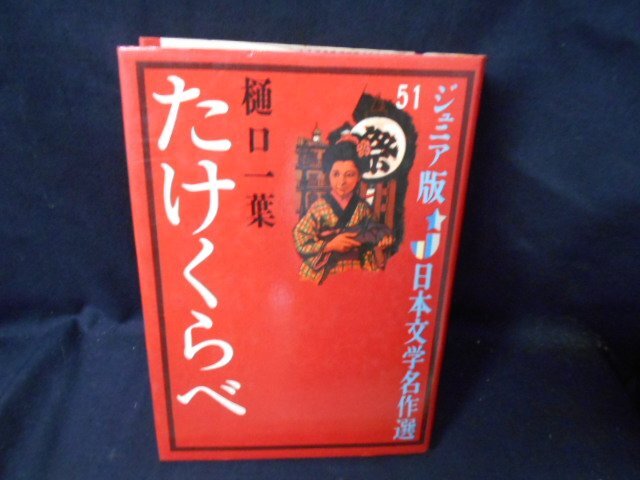 51
ジュニア版
日本文学名作選
祭
樋口一葉
たけくらべ